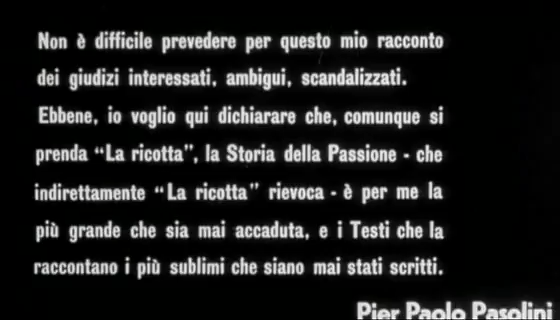 Non è difficile prevedere per questo mio racconto
dei giudizi interessati, ambigui, scandalizzati.
Ebbene, io voglio qui dichiarare che, comunque si
prenda “La ricotta”, la Storia della Passione - che
indirettamente “La ricotta” rievoca - è per me la
più grande che sia mai accaduta, e i Testi che la
raccontano i più sublimi che siano mai stati scritti.
Pier Paolo Pasolini